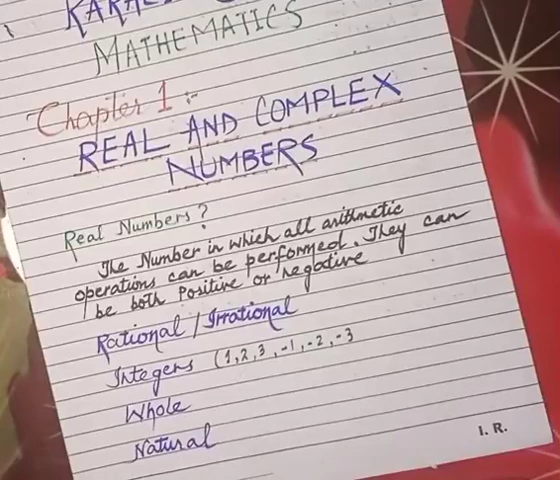 MATHEMATICS
Chapter 1 :-
REAL AND COMPLEX
NUMBERS
Real Numbers?
The Number in which all arithmetic
operations can be performed. They can
be both Positive or negative
Rational / Irrational
Integers (1,2,3,-1,-2,-3
Whole
Natural
I. R.